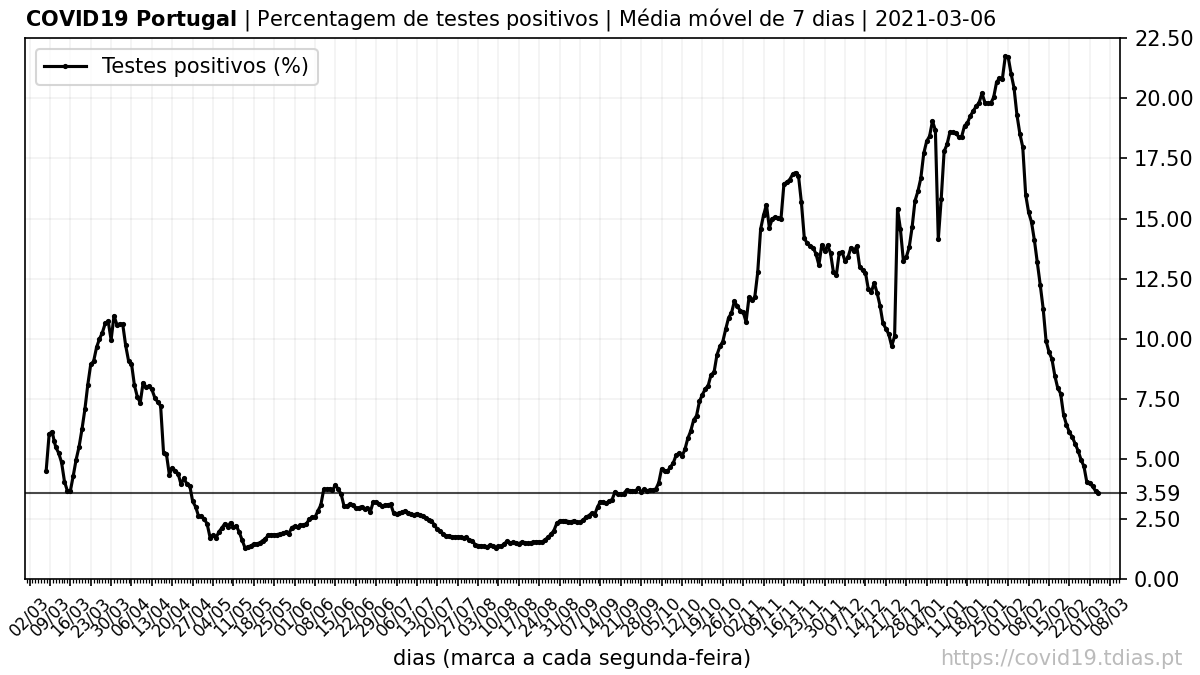 COVID19 Portugal | Percentagem de testes positivos | Média móvel de 7 dias | 2021-03-06
Testes positivos (%)
22.50
20.00
17.50
15.00
12.50
10.00
7.50
5.00
3.59
2.50
0.00
02/03 09/03 16/03 23/03 30/03 06/04 13/04 20/04 27/04 04/05 11/05 18/05 25/05 01/06 08/06 15/06 22/06 29/06 06/07 13/07 20/07 27/07 03/08 10/08 17/08 24/08 31/08 07/09 14/09 21/09 28/09 05/10 12/10 19/10 26/10 02/11 09/11 16/11 23/11 30/11 07/12 14/12 21/12 28/12 04/01 11/01 18/01 25/01 01/02 08/02 15/02 22/02 01/03 08/03
dias (marca a cada segunda-feira)
https://covid19.tdias.pt